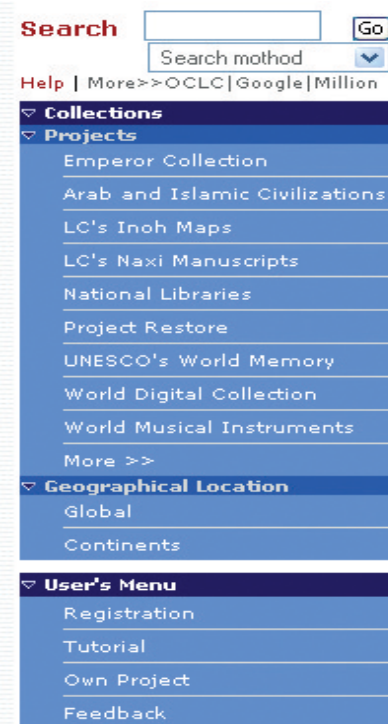 Search Go
Search mothod
Help | More>>OCLC|Google|Million
Collections
Projects
Emperor Collection
Arab and Islamic Civilizations
LC's Inoh Maps
LC's Naxi Manuscripts
National Libraries
Project Restore
UNESCO's World Memory
World Digital Collection
World Musical Instruments
More >>
Geographical Location
Global
Continents
User's Menu
Registration
Tutorial
Own Project
Feedback